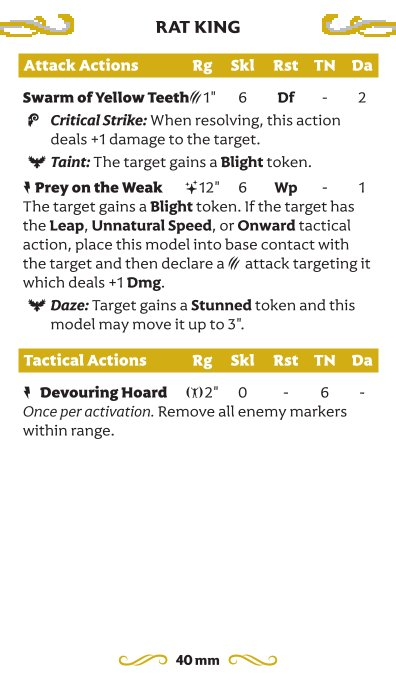 RAT KING
Attack Actions Rg Skl Rst TN Da
Swarm of Yellow Teeth 1" 6 Df - 2
Critical Strike: When resolving, this action
deals +1 damage to the target.
Taint: The target gains a Blight token.
Prey on the Weak 12" 6 Wp - 1
The target gains a Blight token. If the target has
the Leap, Unnatural Speed, or Onward tactical
action, place this model into base contact with
the target and then declare a attack targeting it
which deals +1 Dmg.
Daze: Target gains a Stunned token and this
model may move it up to 3".
Tactical Actions Rg Skl Rst TN Da
Devouring Hoard 2" 0 - 6 -
Once per activation. Remove all enemy markers
within range.
40 mm